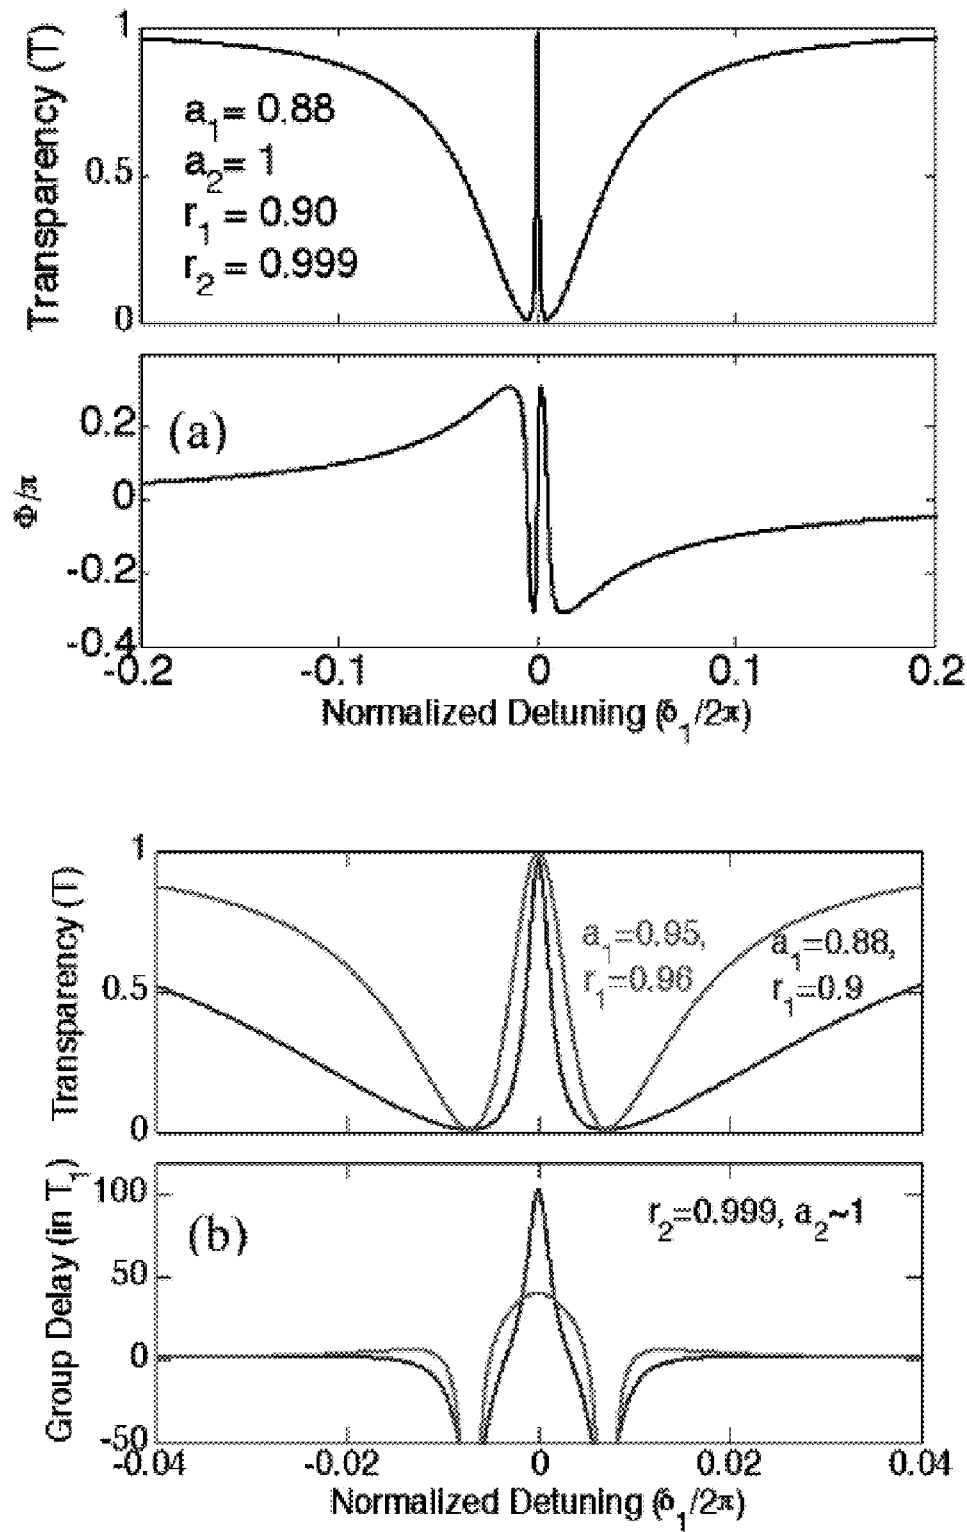 1
Transparency (T)
a1= 0.88
a2= 1
0.5
r1 = 0.90
r2 = 0.999
0
0.2
(a)
Φ/π
0
-0.2
-0.4
-0.2 -0.1 0 0.1 0.2
Normalized Detuning (δ1/2π)
1
Transparency (T)
a1=0.95, a1=0.88,
r1=0.96 r1=0.9
0.5
0
100
Group Delay (in T1)
(b)
r2=0.999, a2~1
50
0
-50
-0.04 -0.02 0 0.02 0.04
Normalized Detuning (δ1/2π)